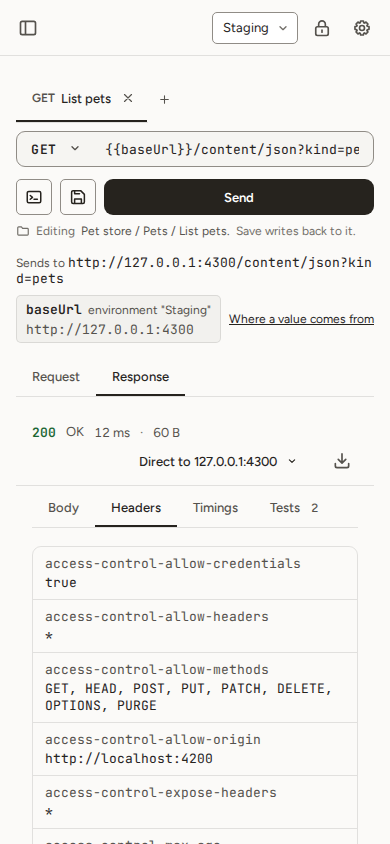 Staging
GET List pets
GET {{baseUrl}}/content/json?kind=pe
Send
Editing Pet store / Pets / List pets. Save writes back to it.
Sends to http://127.0.0.1:4300/content/json?kin
d=pets
baseUrl environment "Staging"
http://127.0.0.1:4300
Where a value comes from
Request Response
200 OK 12 ms · 60 B
Direct to 127.0.0.1:4300
Body Headers Timings Tests 2
access-control-allow-credentials
true
access-control-allow-headers
*
access-control-allow-methods
GET, HEAD, POST, PUT, PATCH, DELETE,
OPTIONS, PURGE
access-control-allow-origin
http://localhost:4200
access-control-expose-headers
*